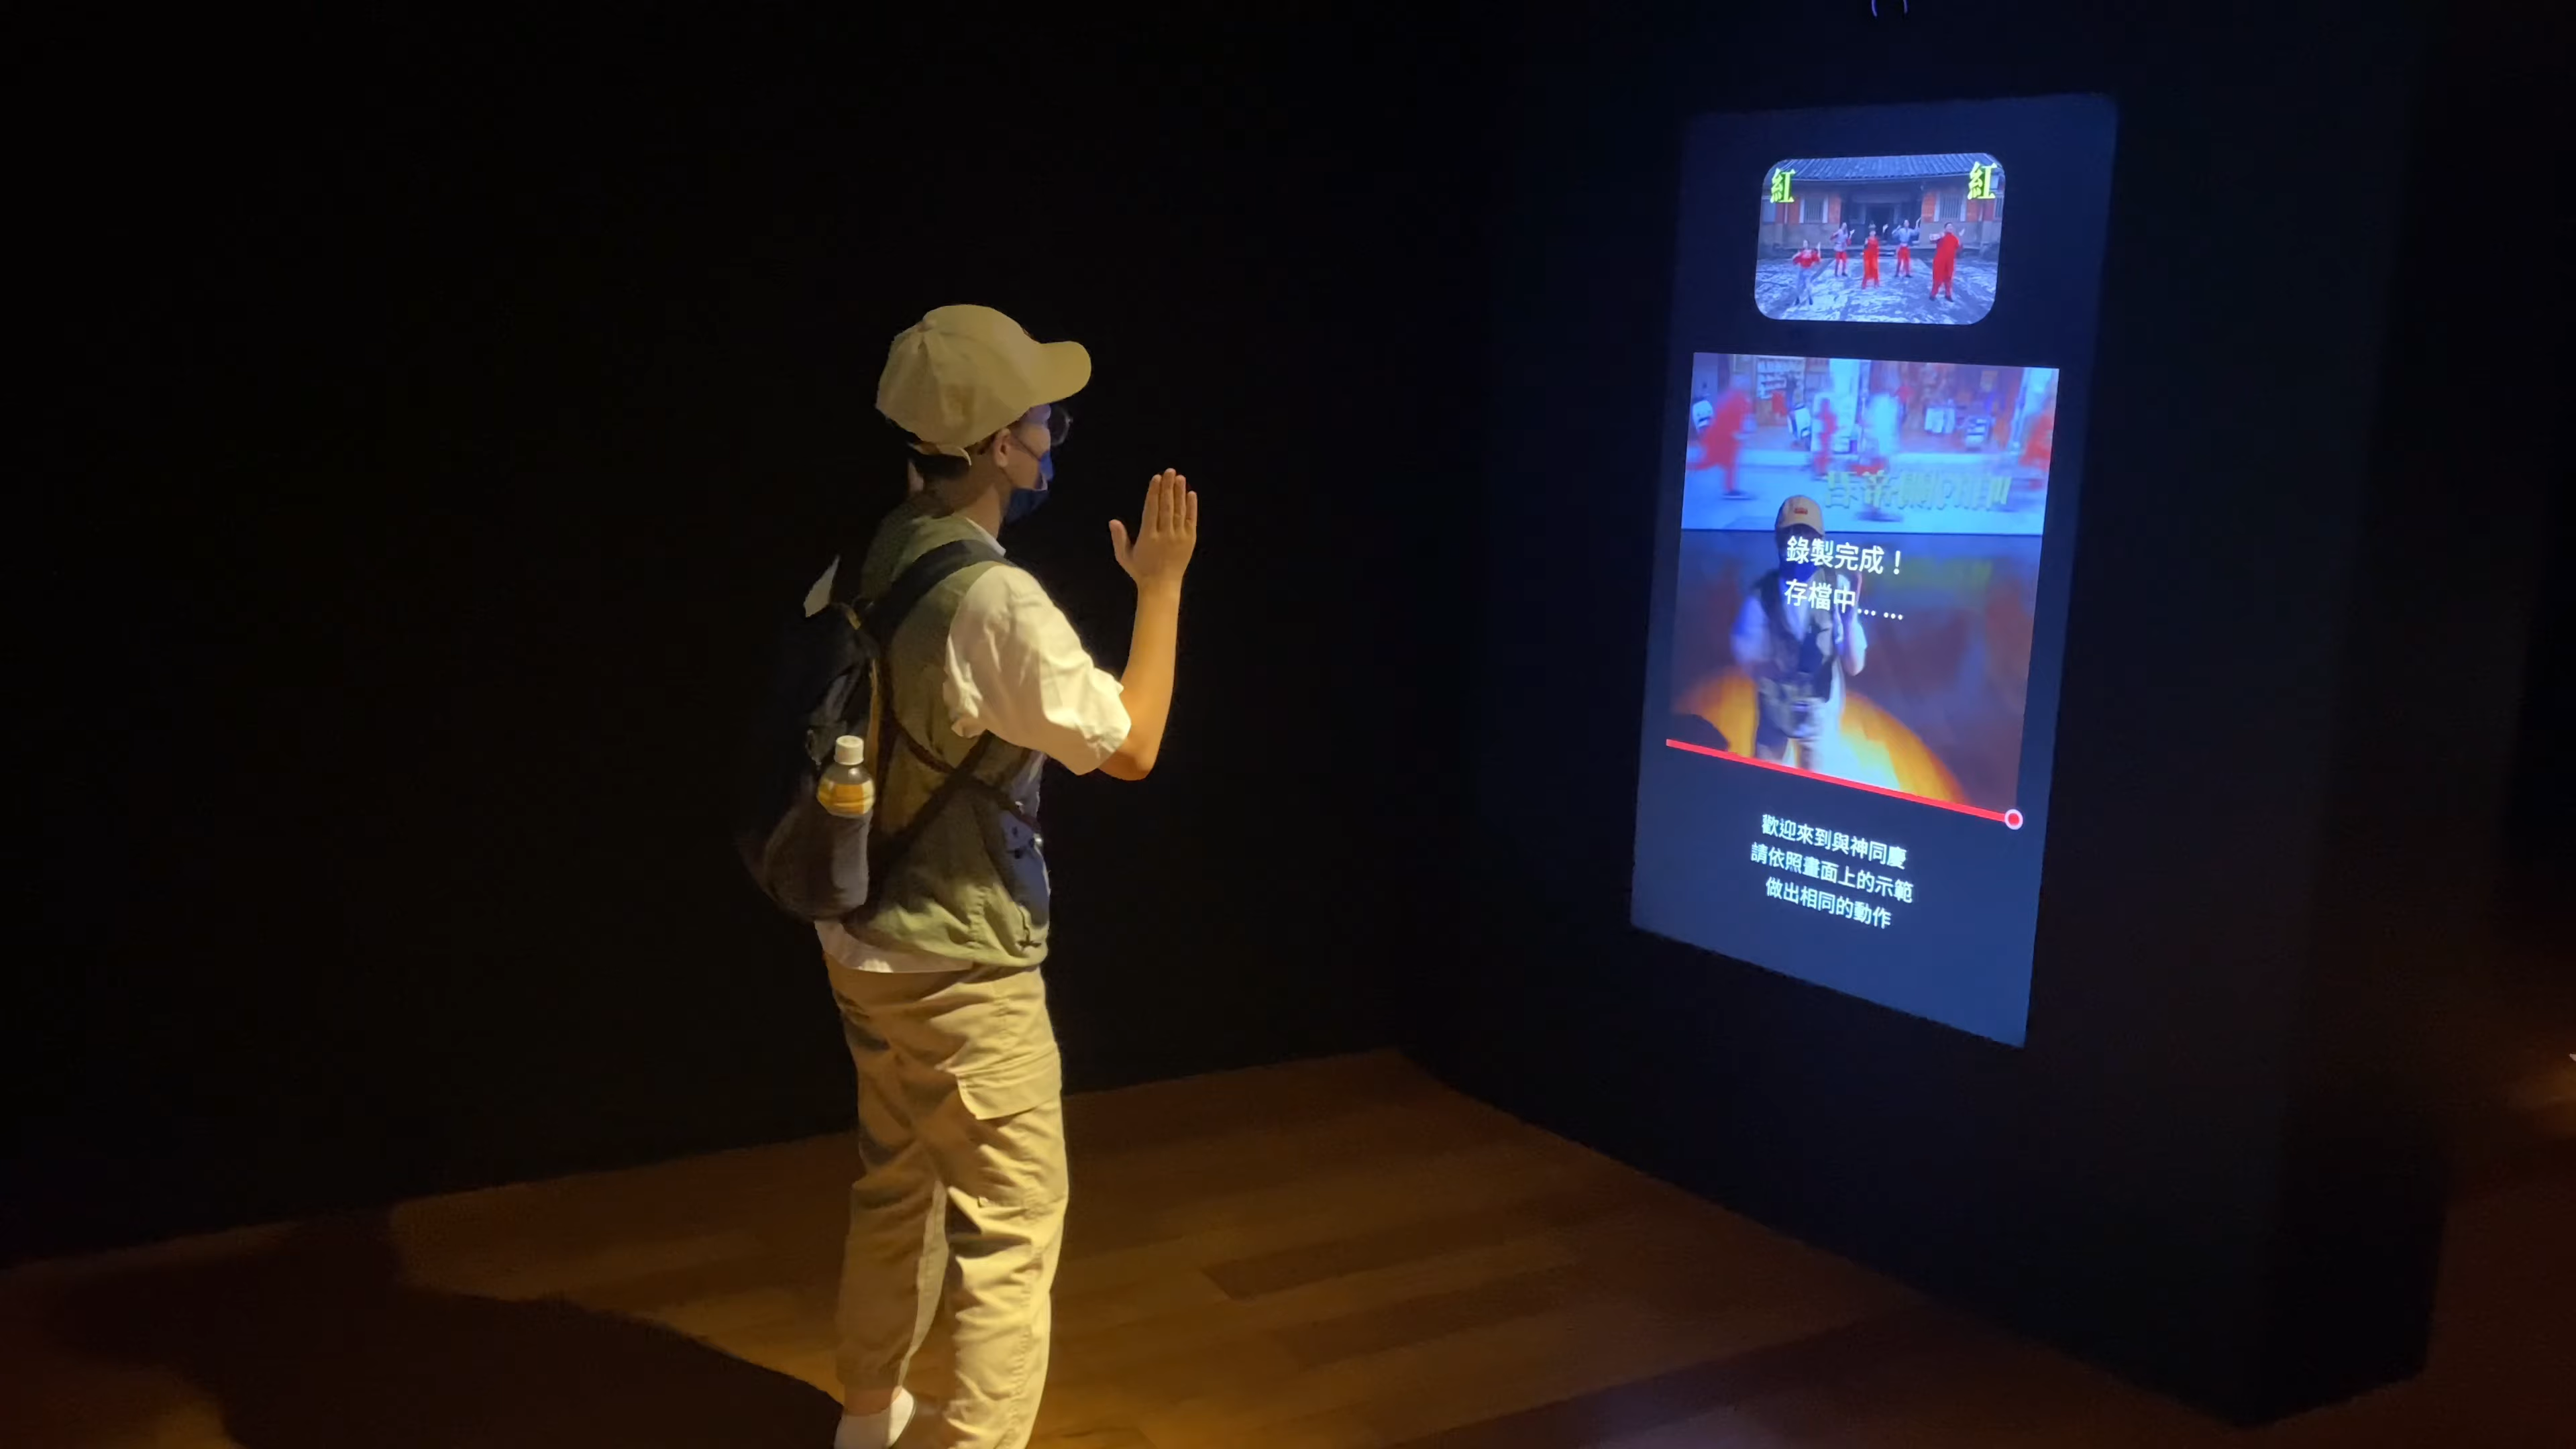 紅 紅
錄製完成！
存檔中... ...
歡迎來到與神同慶
請依照畫面上的示範
做出相同的動作